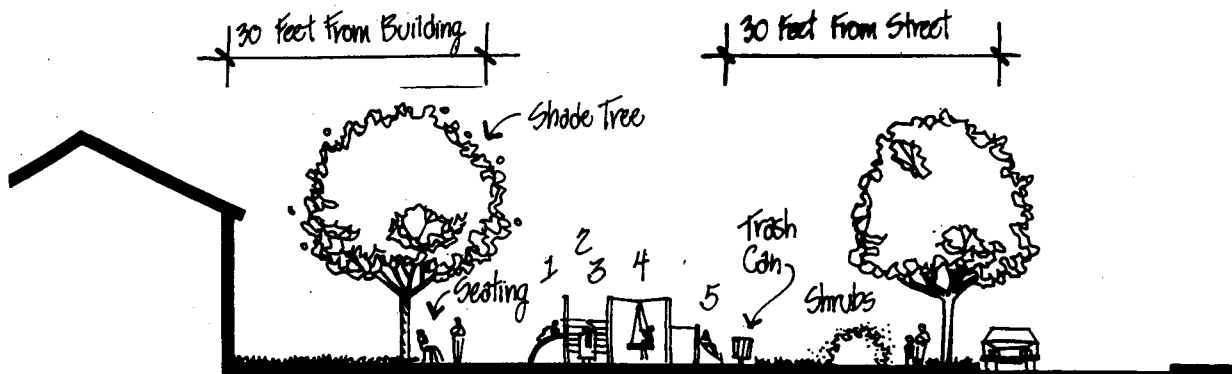 30 Feet From Building
30 Feet From Street
Shade Tree
Seating
1
2
3
4
5
Trash
Can
Shrubs